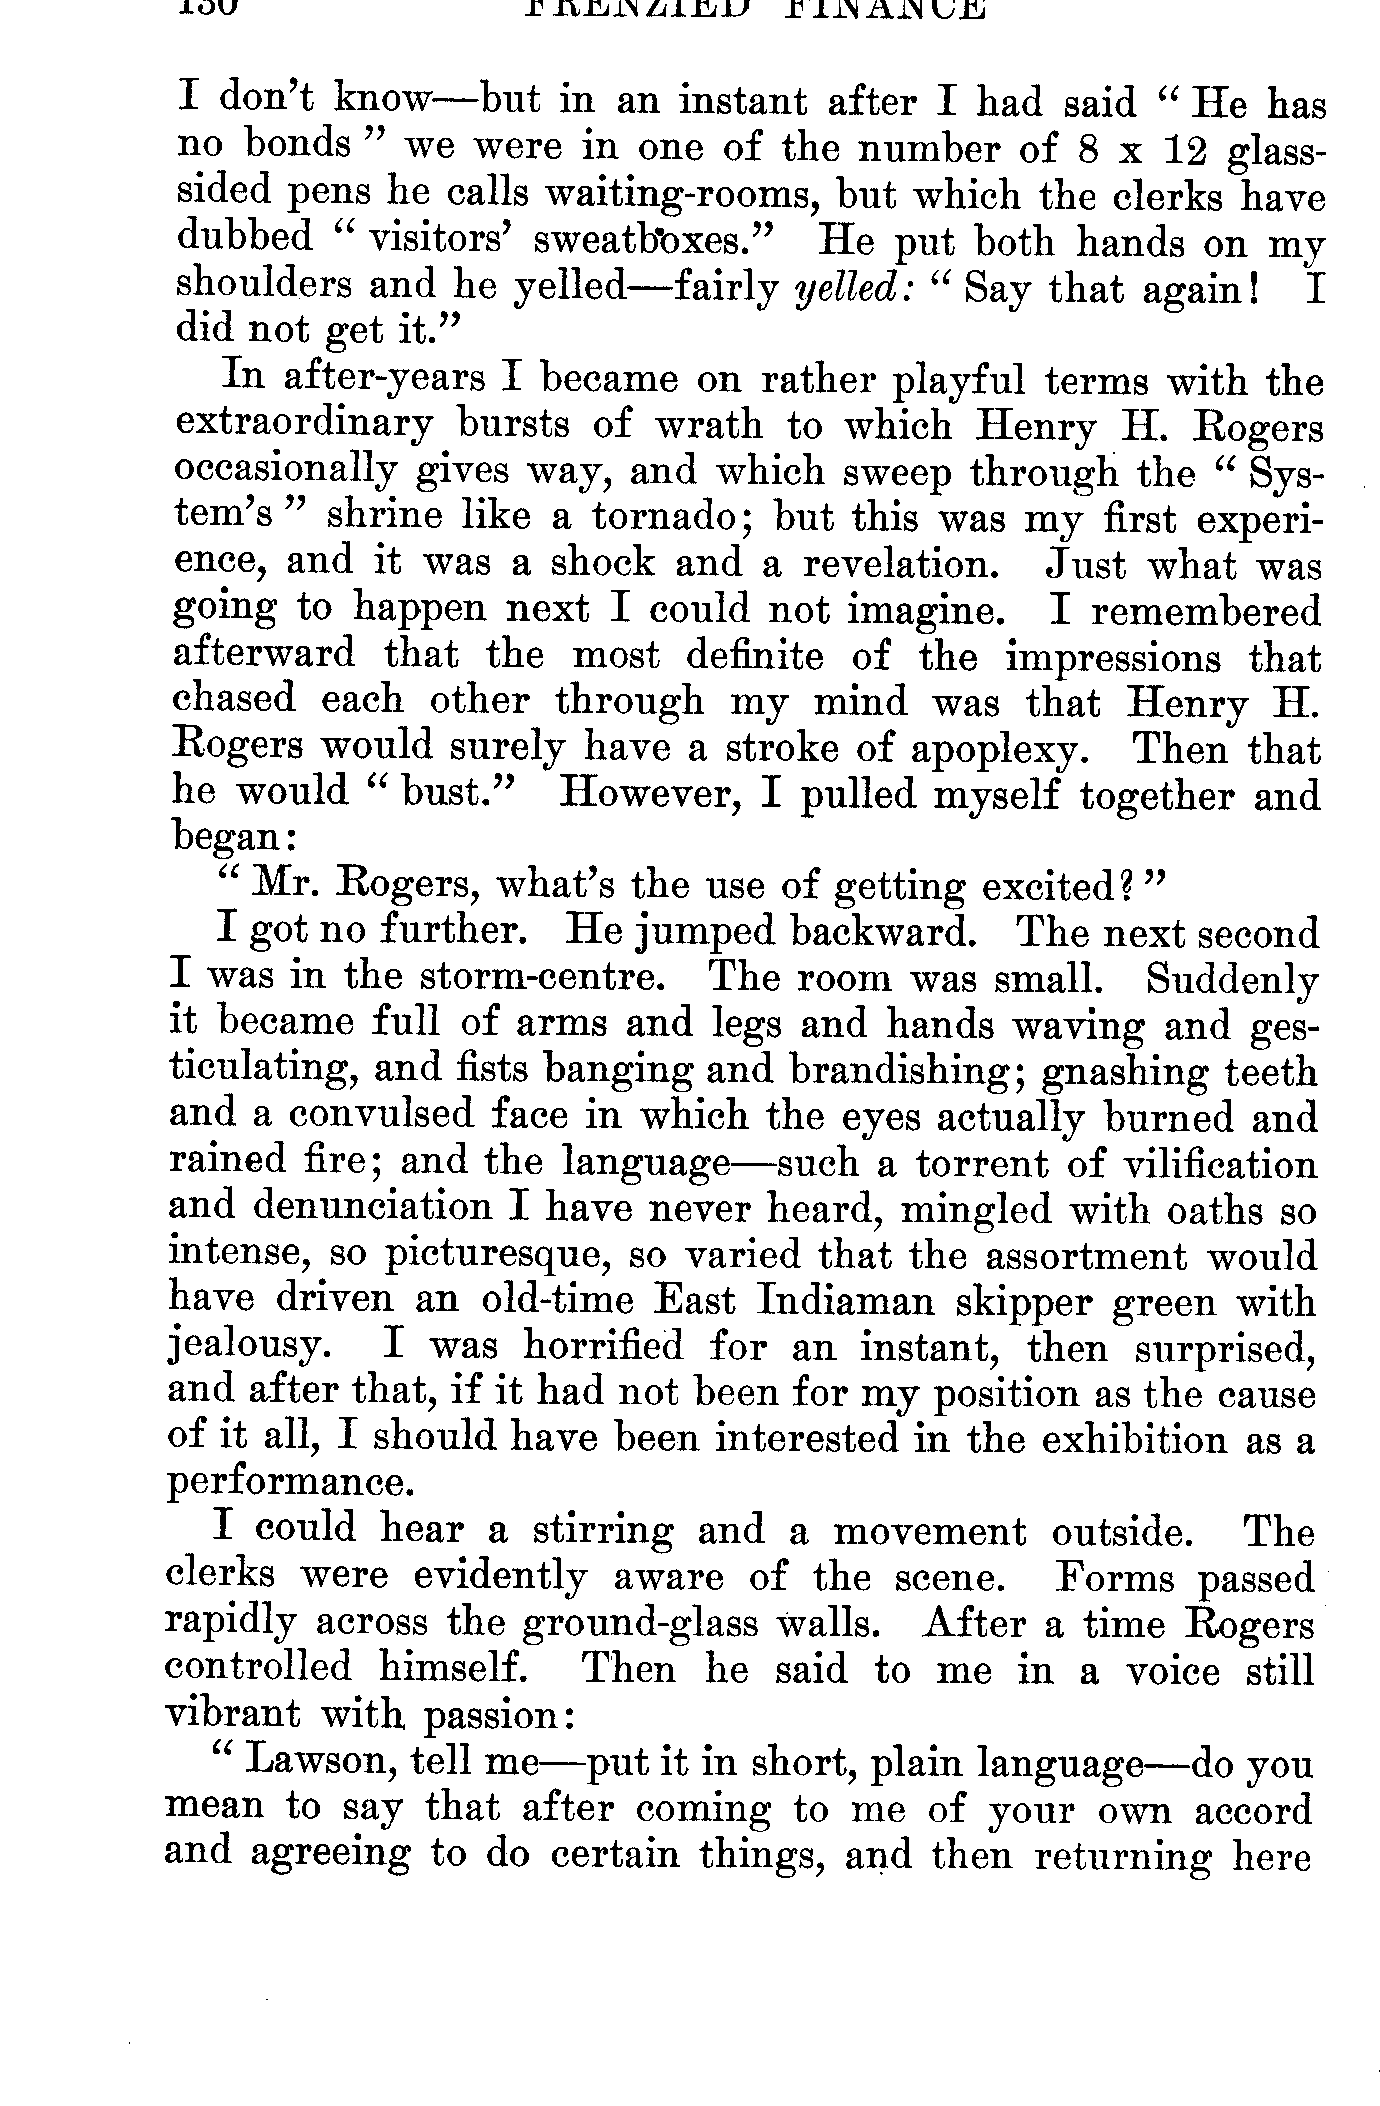 130 FRENZIED FINANCE
I don't know—but in an instant after I had said “ He has
no bonds ” we were in one of the number of 8 x 12 glass-
sided pens he calls waiting-rooms, but which the clerks have
dubbed “ visitors' sweatboxes.” He put both hands on my
shoulders and he yelled—fairly yelled: “ Say that again! I
did not get it.”
In after-years I became on rather playful terms with the
extraordinary bursts of wrath to which Henry H. Rogers
occasionally gives way, and which sweep through the “ Sys-
tem's ” shrine like a tornado; but this was my first experi-
ence, and it was a shock and a revelation. Just what was
going to happen next I could not imagine. I remembered
afterward that the most definite of the impressions that
chased each other through my mind was that Henry H.
Rogers would surely have a stroke of apoplexy. Then that
he would “ bust.” However, I pulled myself together and
began:
“ Mr. Rogers, what's the use of getting excited? ”
I got no further. He jumped backward. The next second
I was in the storm-centre. The room was small. Suddenly
it became full of arms and legs and hands waving and ges-
ticulating, and fists banging and brandishing; gnashing teeth
and a convulsed face in which the eyes actually burned and
rained fire; and the language—such a torrent of vilification
and denunciation I have never heard, mingled with oaths so
intense, so picturesque, so varied that the assortment would
have driven an old-time East Indiaman skipper green with
jealousy. I was horrified for an instant, then surprised,
and after that, if it had not been for my position as the cause
of it all, I should have been interested in the exhibition as a
performance.
I could hear a stirring and a movement outside. The
clerks were evidently aware of the scene. Forms passed
rapidly across the ground-glass walls. After a time Rogers
controlled himself. Then he said to me in a voice still
vibrant with passion:
“ Lawson, tell me—put it in short, plain language—do you
mean to say that after coming to me of your own accord
and agreeing to do certain things, and then returning here